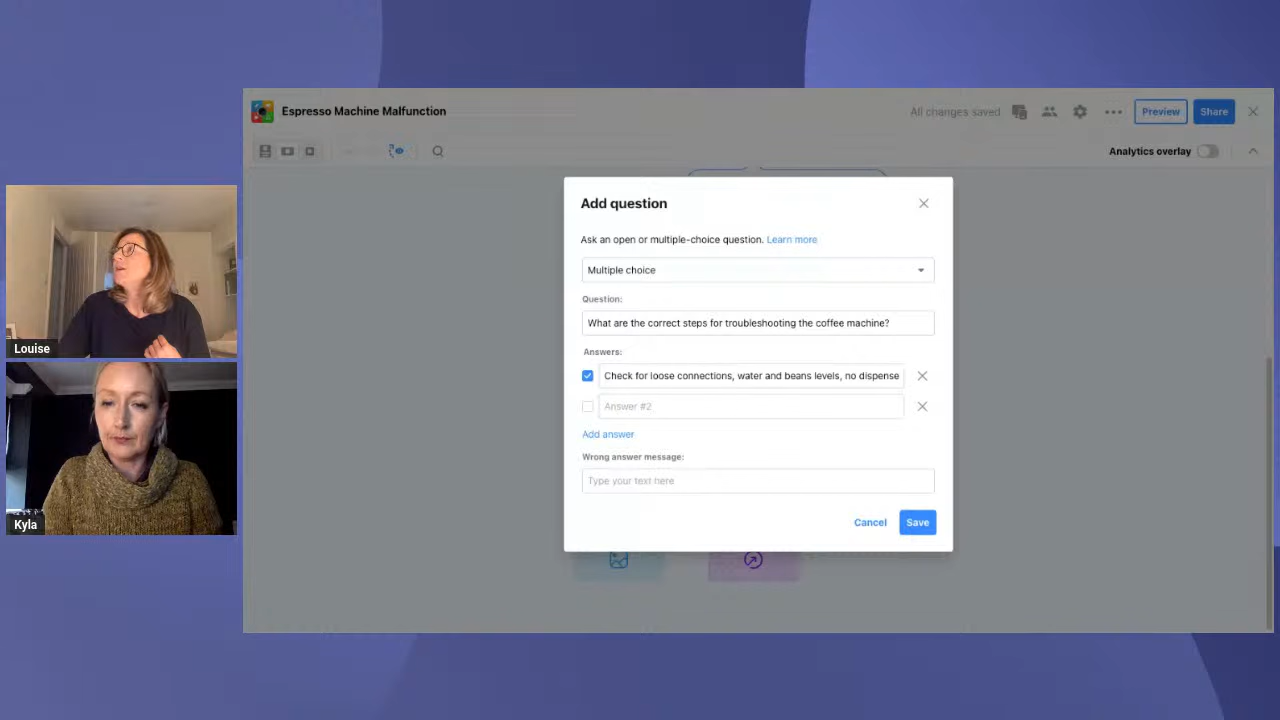 Espresso Machine Malfunction
All changes saved
Preview
Share
Analytics overlay
Add question
Ask an open or multiple-choice question. Learn more
Multiple choice
Question:
What are the correct steps for troubleshooting the coffee machine?
Answers:
Check for loose connections, water and beans levels, no dispense
Answer #2
Add answer
Wrong answer message:
Type your text here
Cancel
Save
Louise
Kyla